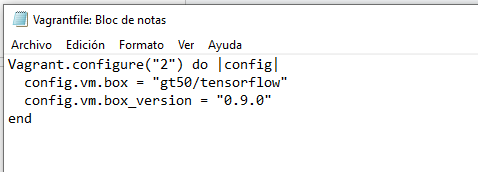 Vagrantfile: Bloc de notas
Archivo Edición Formato Ver Ayuda
Vagrant.configure("2") do |config|
  config.vm.box = "gt50/tensorflow"
  config.vm.box_version = "0.9.0"
end